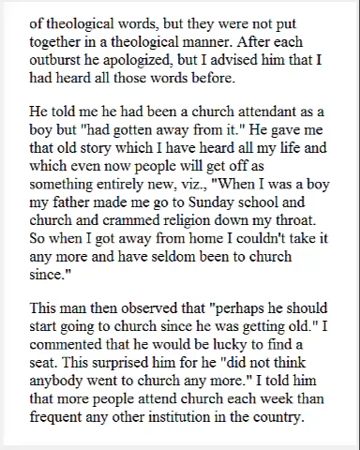 of theological words, but they were not put
together in a theological manner. After each
outburst he apologized, but I advised him that I
had heard all those words before.
He told me he had been a church attendant as a
boy but "had gotten away from it." He gave me
that old story which I have heard all my life and
which even now people will get off as
something entirely new, viz., "When I was a boy
my father made me go to Sunday school and
church and crammed religion down my throat.
So when I got away from home I couldn't take it
any more and have seldom been to church
since."
This man then observed that "perhaps he should
start going to church since he was getting old." I
commented that he would be lucky to find a
seat. This surprised him for he "did not think
anybody went to church any more." I told him
that more people attend church each week than
frequent any other institution in the country.